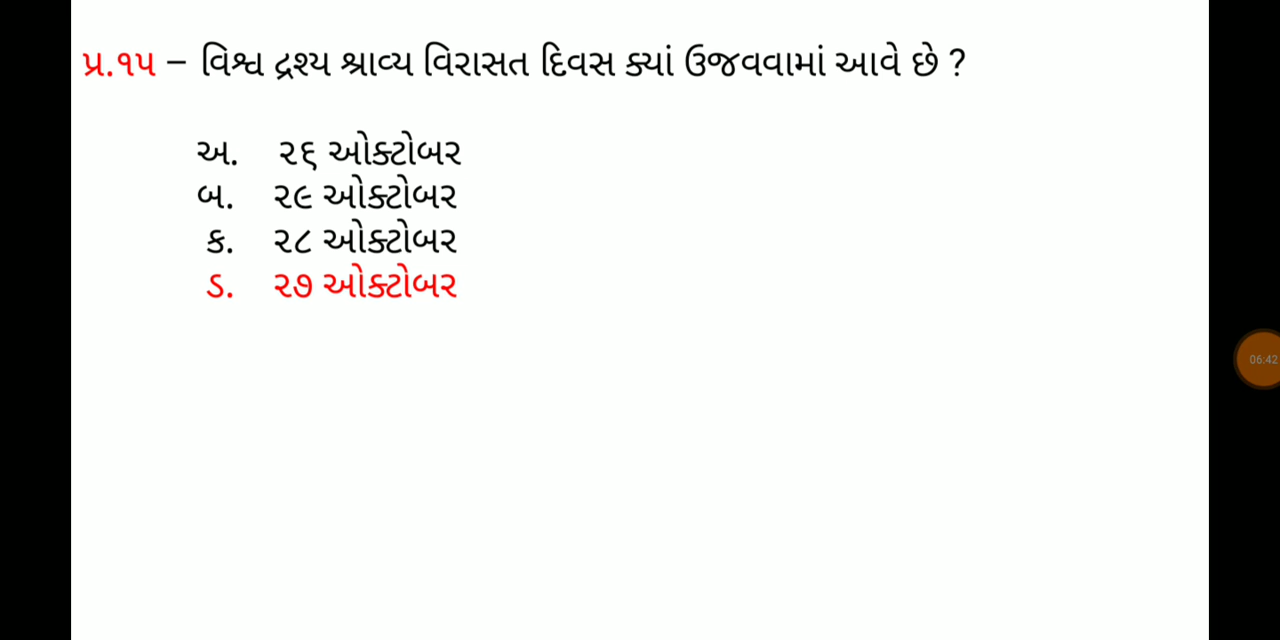 પ્ર.૧૫ – વિશ્વ દ્રશ્ય શ્રાવ્ય વિરાસત દિવસ ક્યાં ઉજવવામાં આવે છે ?
અ. ૨૬ ઓક્ટોબર
બ. ૨૯ ઓક્ટોબર
ક. ૨૮ ઓક્ટોબર
ડ. ૨૭ ઓક્ટોબર
06:42